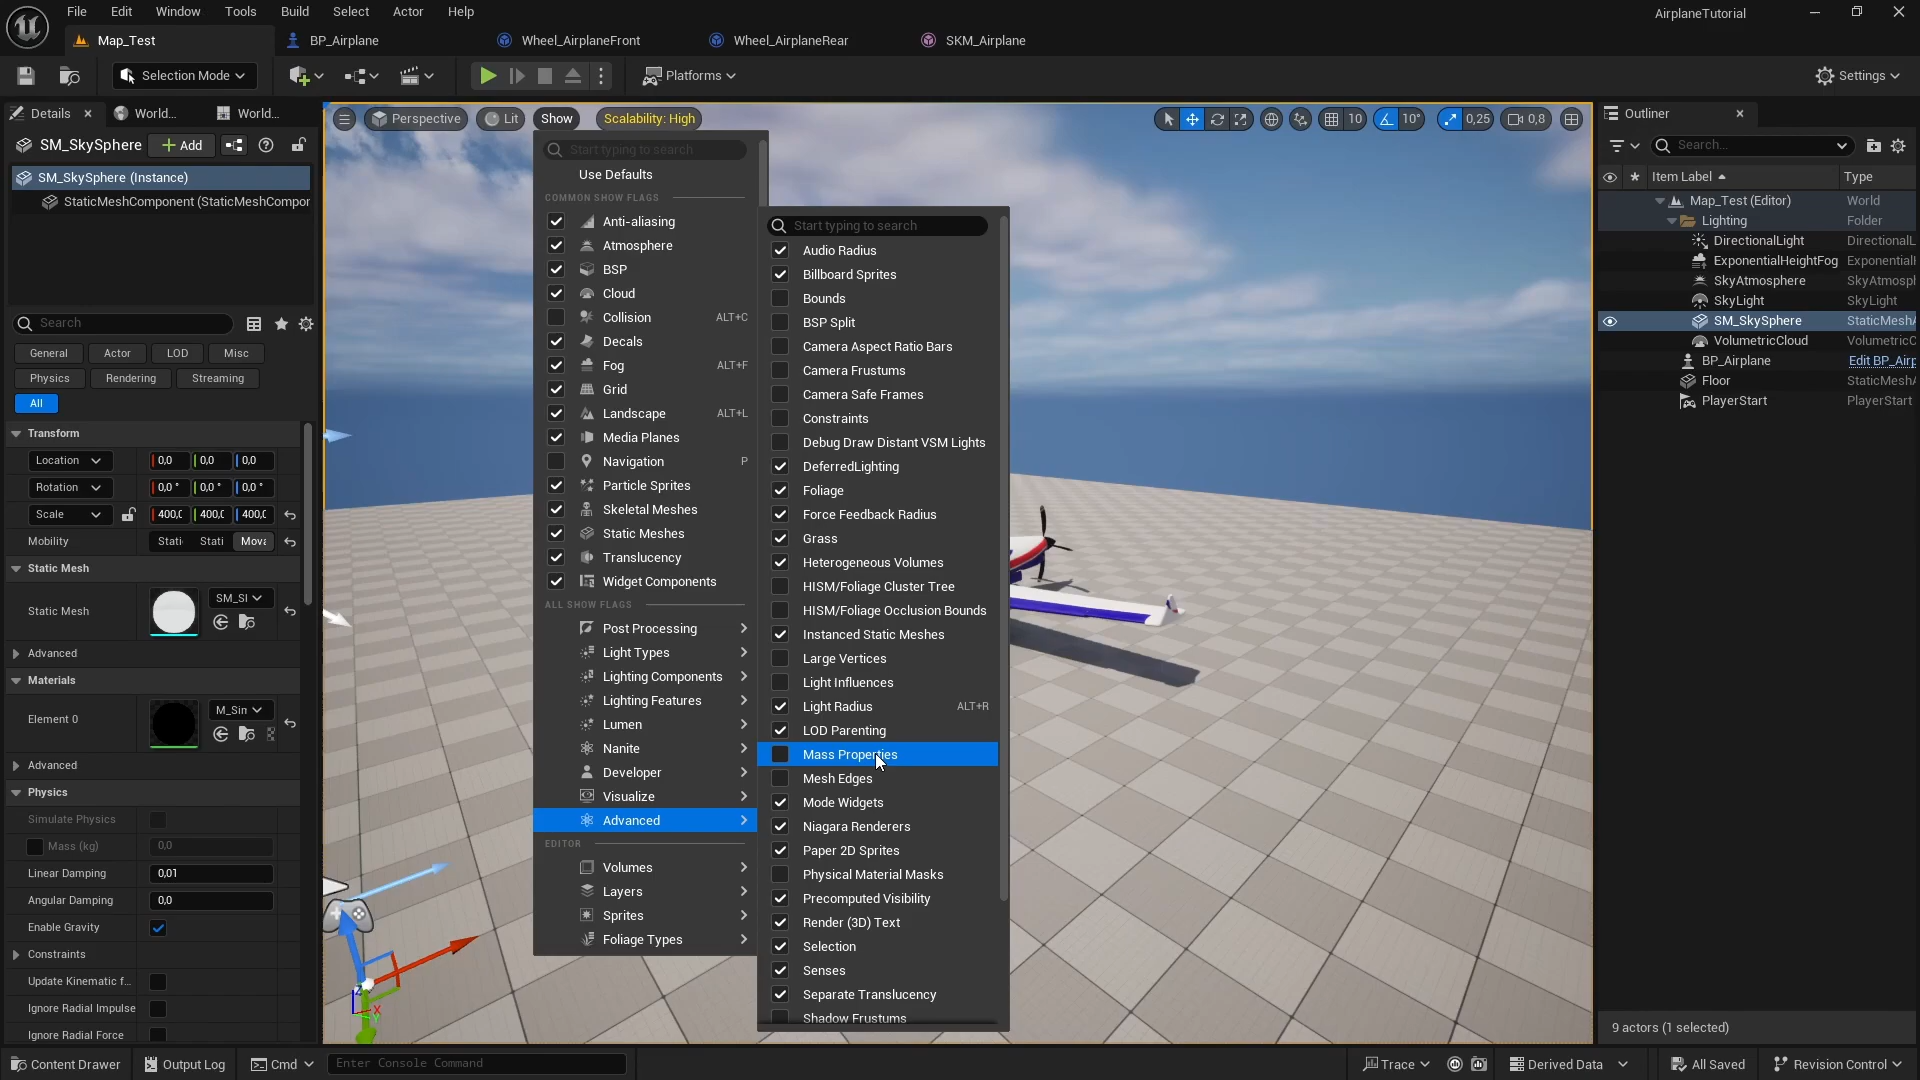 File Edit Window Tools Build Select Actor Help
AirplaneTutorial
Map_Test BP_Airplane Wheel_AirplaneFront Wheel_AirplaneRear SKM_Airplane
Selection Mode Platforms Settings
Details World... World...
SM_SkySphere Add
SM_SkySphere (Instance)
StaticMeshComponent (StaticMeshCompor
Search
General Actor LOD Misc
Physics Rendering Streaming
All
Transform
Location 0,0 0,0 0,0
Rotation 0,0 ° 0,0 ° 0,0 °
Scale 400,( 400,( 400,(
Mobility Stati Stati Mova
Static Mesh
Static Mesh SM_Sl
Advanced
Materials
Element 0 M_Sin
Advanced
Physics
Simulate Physics
Mass (kg) 0,0
Linear Damping 0,01
Angular Damping 0,0
Enable Gravity
Constraints
Update Kinematic f...
Ignore Radial Impulse
Ignore Radial Force
Perspective Lit Show Scalability: High 10 10° 0,25 0,8
Start typing to search
Use Defaults
COMMON SHOW FLAGS
Anti-aliasing
Atmosphere
BSP
Cloud
Collision ALT+C
Decals
Fog ALT+F
Grid
Landscape ALT+L
Media Planes
Navigation P
Particle Sprites
Skeletal Meshes
Static Meshes
Translucency
Widget Components
ALL SHOW FLAGS
Post Processing
Light Types
Lighting Components
Lighting Features
Lumen
Nanite
Developer
Visualize
Advanced
EDITOR
Volumes
Layers
Sprites
Foliage Types
Start typing to search
Audio Radius
Billboard Sprites
Bounds
BSP Split
Camera Aspect Ratio Bars
Camera Frustums
Camera Safe Frames
Constraints
Debug Draw Distant VSM Lights
DeferredLighting
Foliage
Force Feedback Radius
Grass
Heterogeneous Volumes
HISM/Foliage Cluster Tree
HISM/Foliage Occlusion Bounds
Instanced Static Meshes
Large Vertices
Light Influences
Light Radius ALT+R
LOD Parenting
Mass Properties
Mesh Edges
Mode Widgets
Niagara Renderers
Paper 2D Sprites
Physical Material Masks
Precomputed Visibility
Render (3D) Text
Selection
Senses
Separate Translucency
Shadow Frustums
Z X
Outliner
Search...
Item Label Type
Map_Test (Editor) World
Lighting Folder
DirectionalLight DirectionalL
ExponentialHeightFog Exponential
SkyAtmosphere SkyAtmosph
SkyLight SkyLight
SM_SkySphere StaticMeshA
VolumetricCloud VolumetricC
BP_Airplane Edit BP_Airp
Floor StaticMeshA
PlayerStart PlayerStart
9 actors (1 selected)
Content Drawer Output Log Cmd Enter Console Command Trace Derived Data All Saved Revision Control